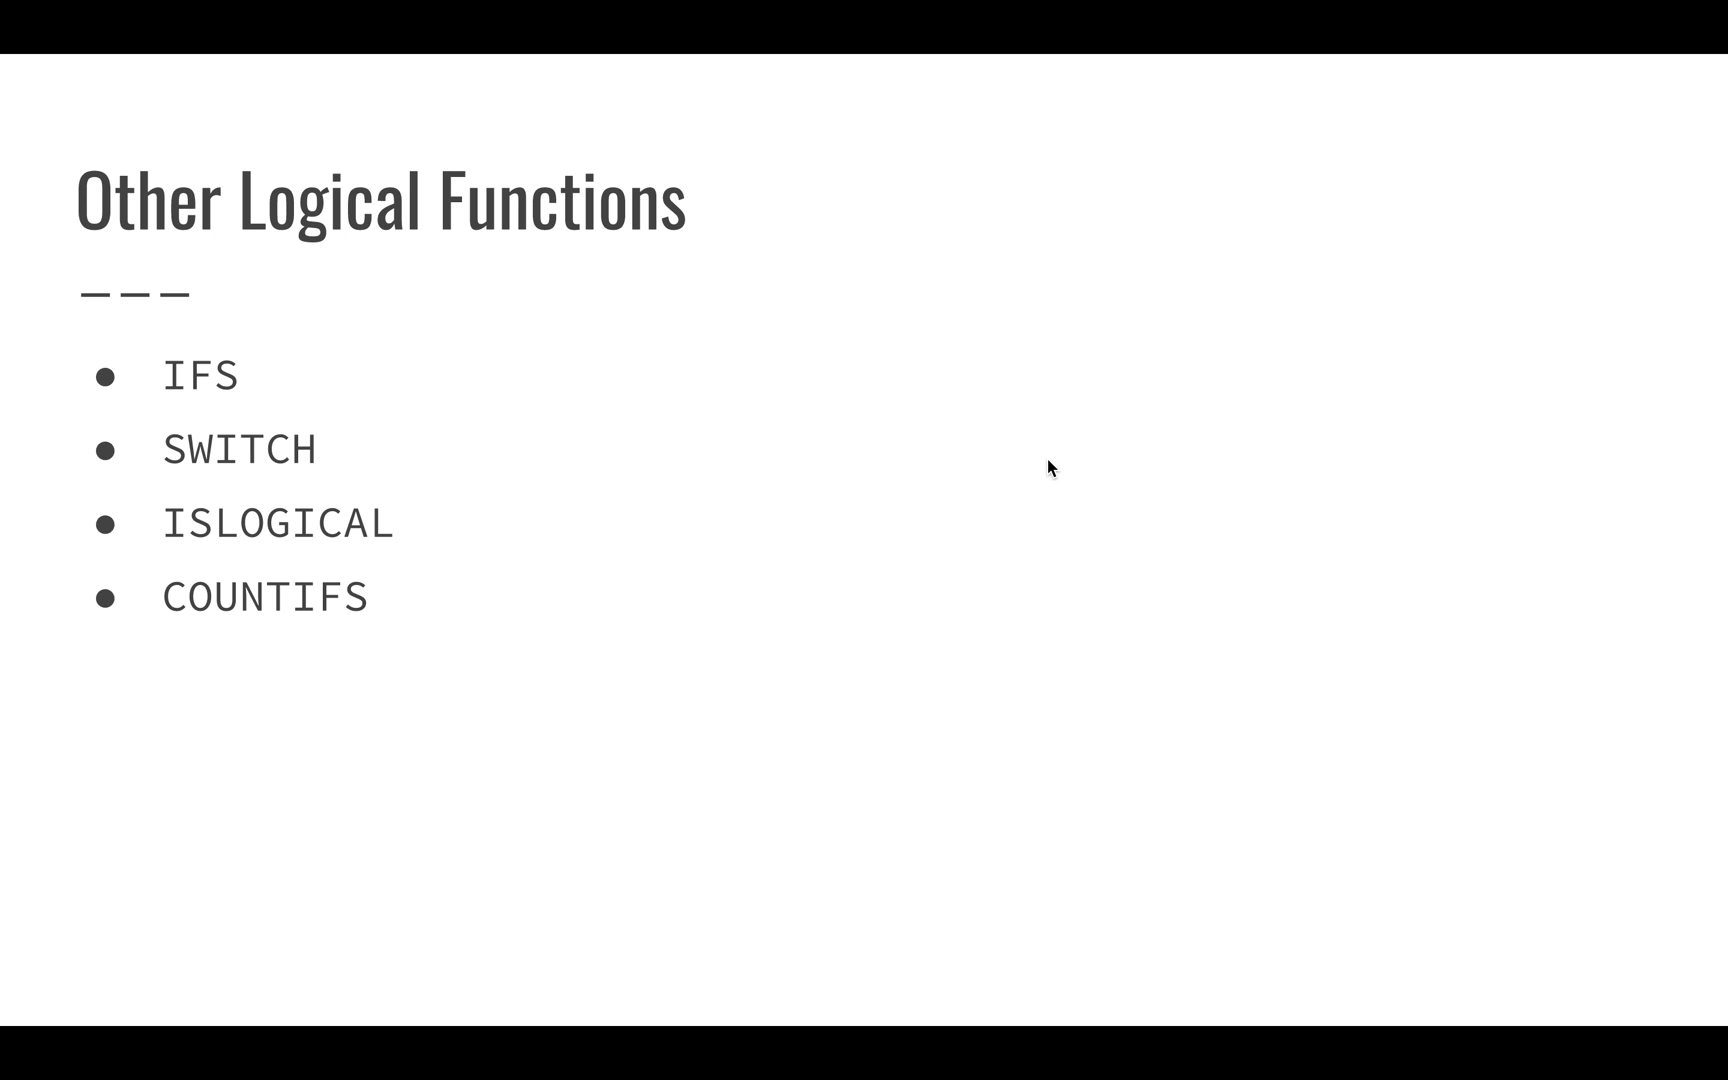 Other Logical Functions
———
● IFS
● SWITCH
● ISLOGICAL
● COUNTIFS